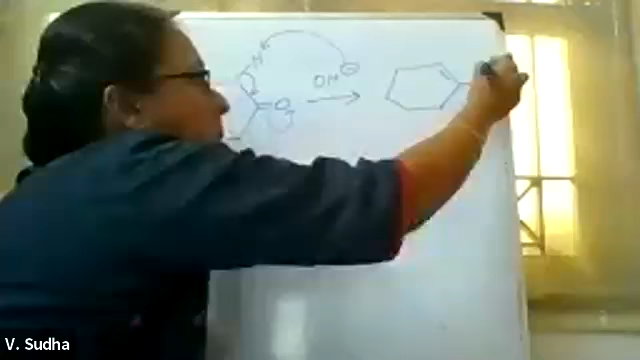 H
OH⊖
=O
V. Sudha